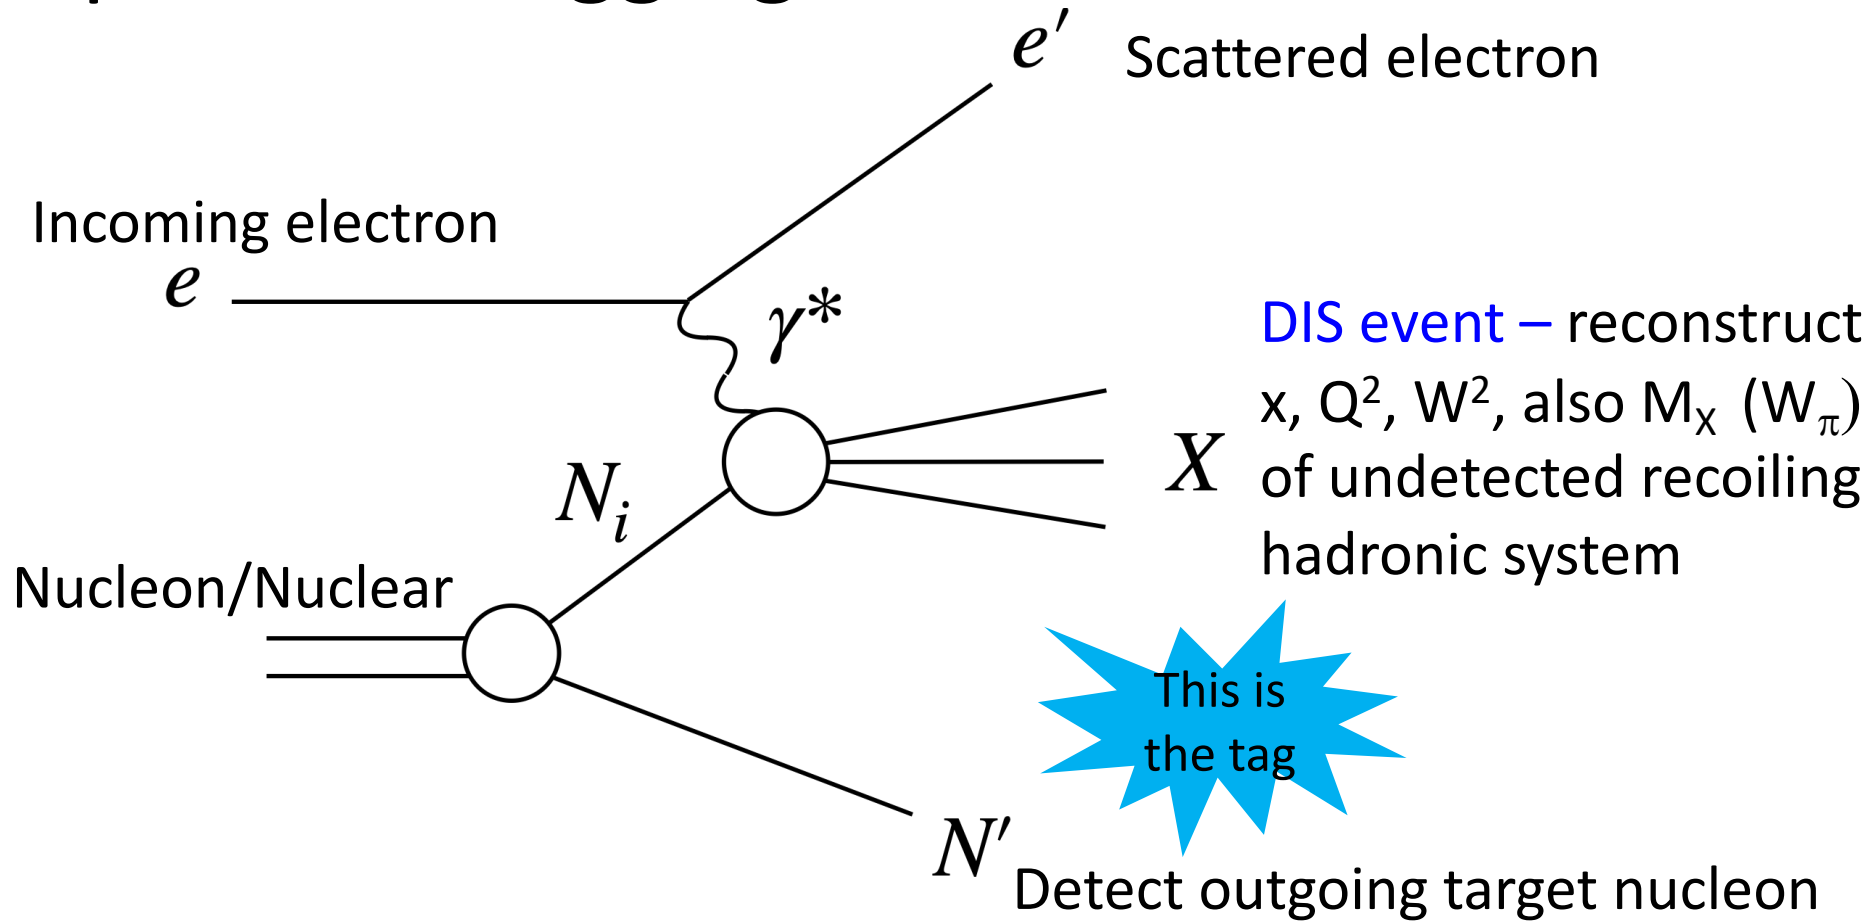 e′ Scattered electron
Incoming electron
e
γ*
DIS event – reconstruct
x, Q², W², also Mₓ (W_π)
of undetected recoiling
hadronic system
X
N_i
Nucleon/Nuclear
This is
the tag
N′
Detect outgoing target nucleon